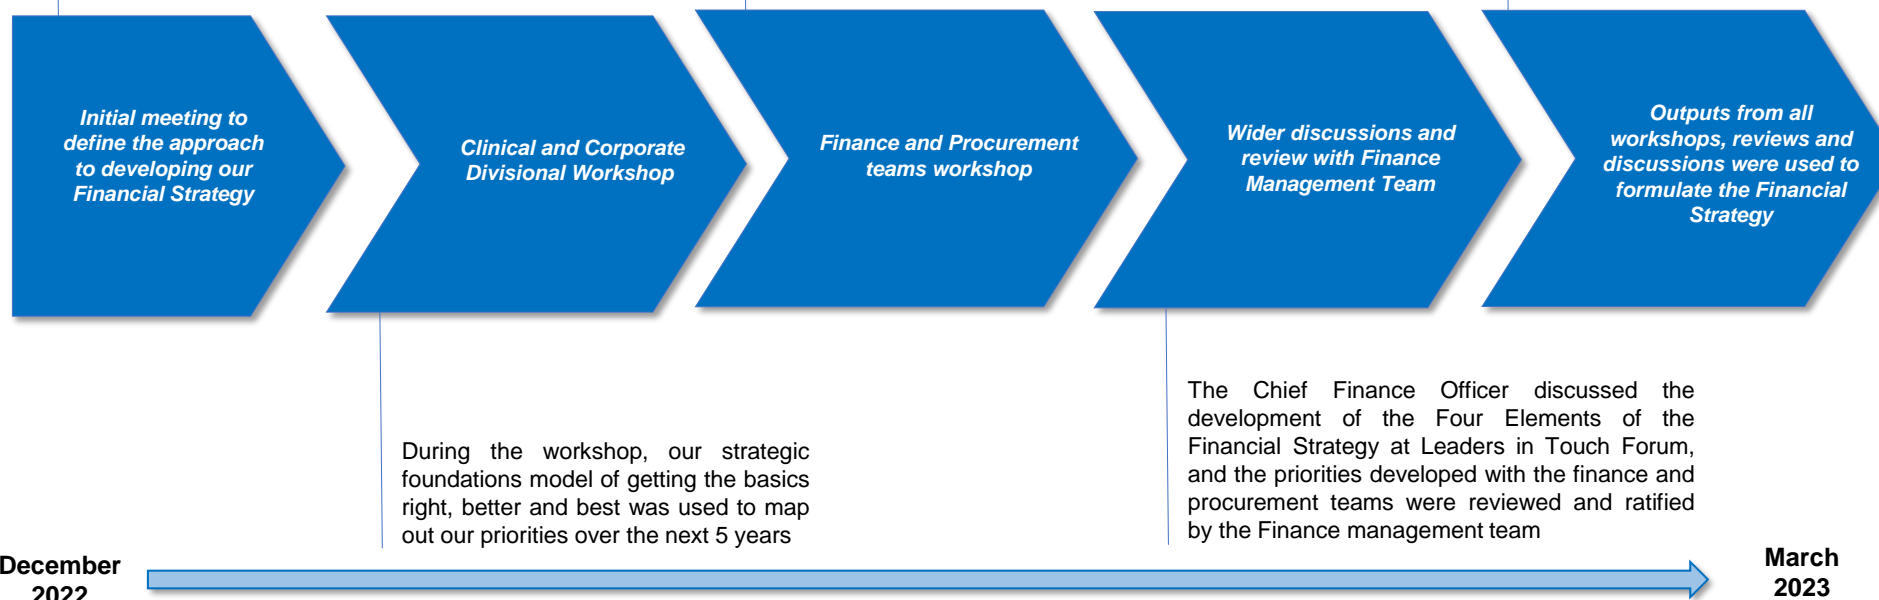 Initial meeting to
define the approach
to developing our
Financial Strategy
Clinical and Corporate
Divisional Workshop
Finance and Procurement
teams workshop
Wider discussions and
review with Finance
Management Team
Outputs from all
workshops, reviews and
discussions were used to
formulate the Financial
Strategy
During the workshop, our strategic
foundations model of getting the basics
right, better and best was used to map
out our priorities over the next 5 years
The Chief Finance Officer discussed the
development of the Four Elements of the
Financial Strategy at Leaders in Touch Forum,
and the priorities developed with the finance and
procurement teams were reviewed and ratified
by the Finance management team
December
2022
March
2023